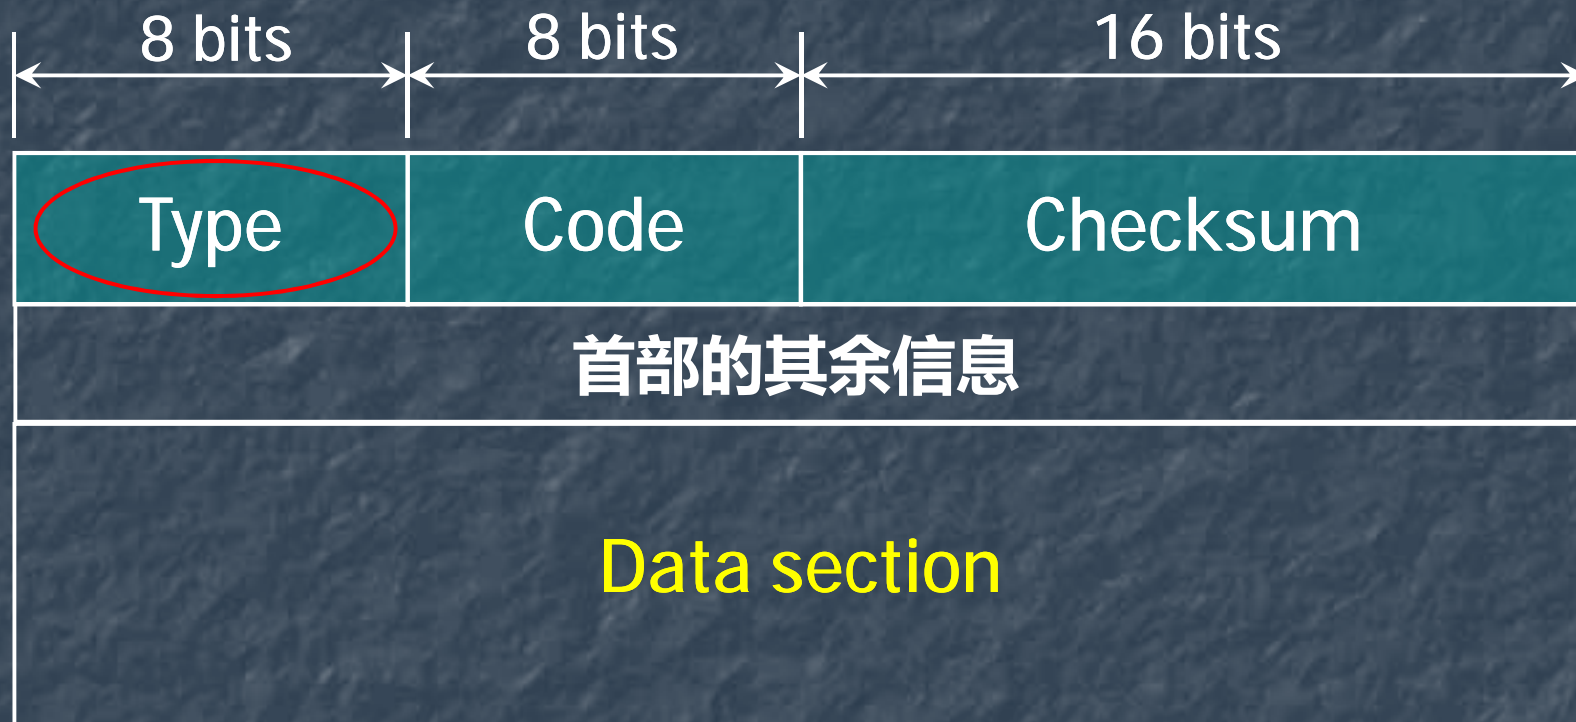 8 bits 8 bits 16 bits
Type Code Checksum
首部的其余信息
Data section